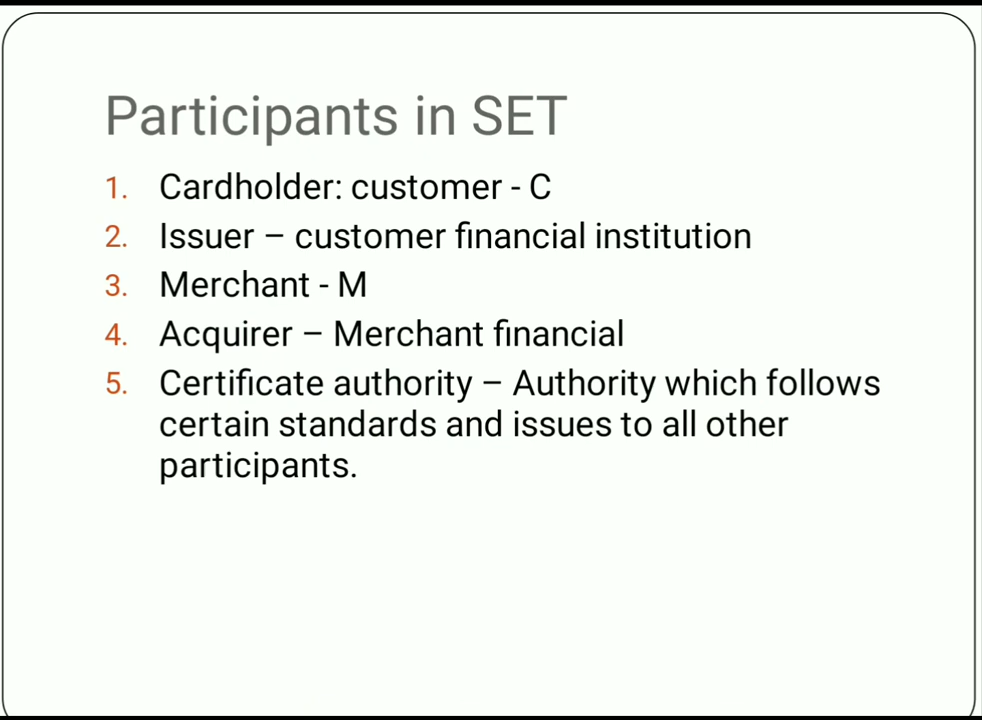 Participants in SET
1. Cardholder: customer - C
2. Issuer – customer financial institution
3. Merchant - M
4. Acquirer – Merchant financial
5. Certificate authority – Authority which follows
certain standards and issues to all other
participants.